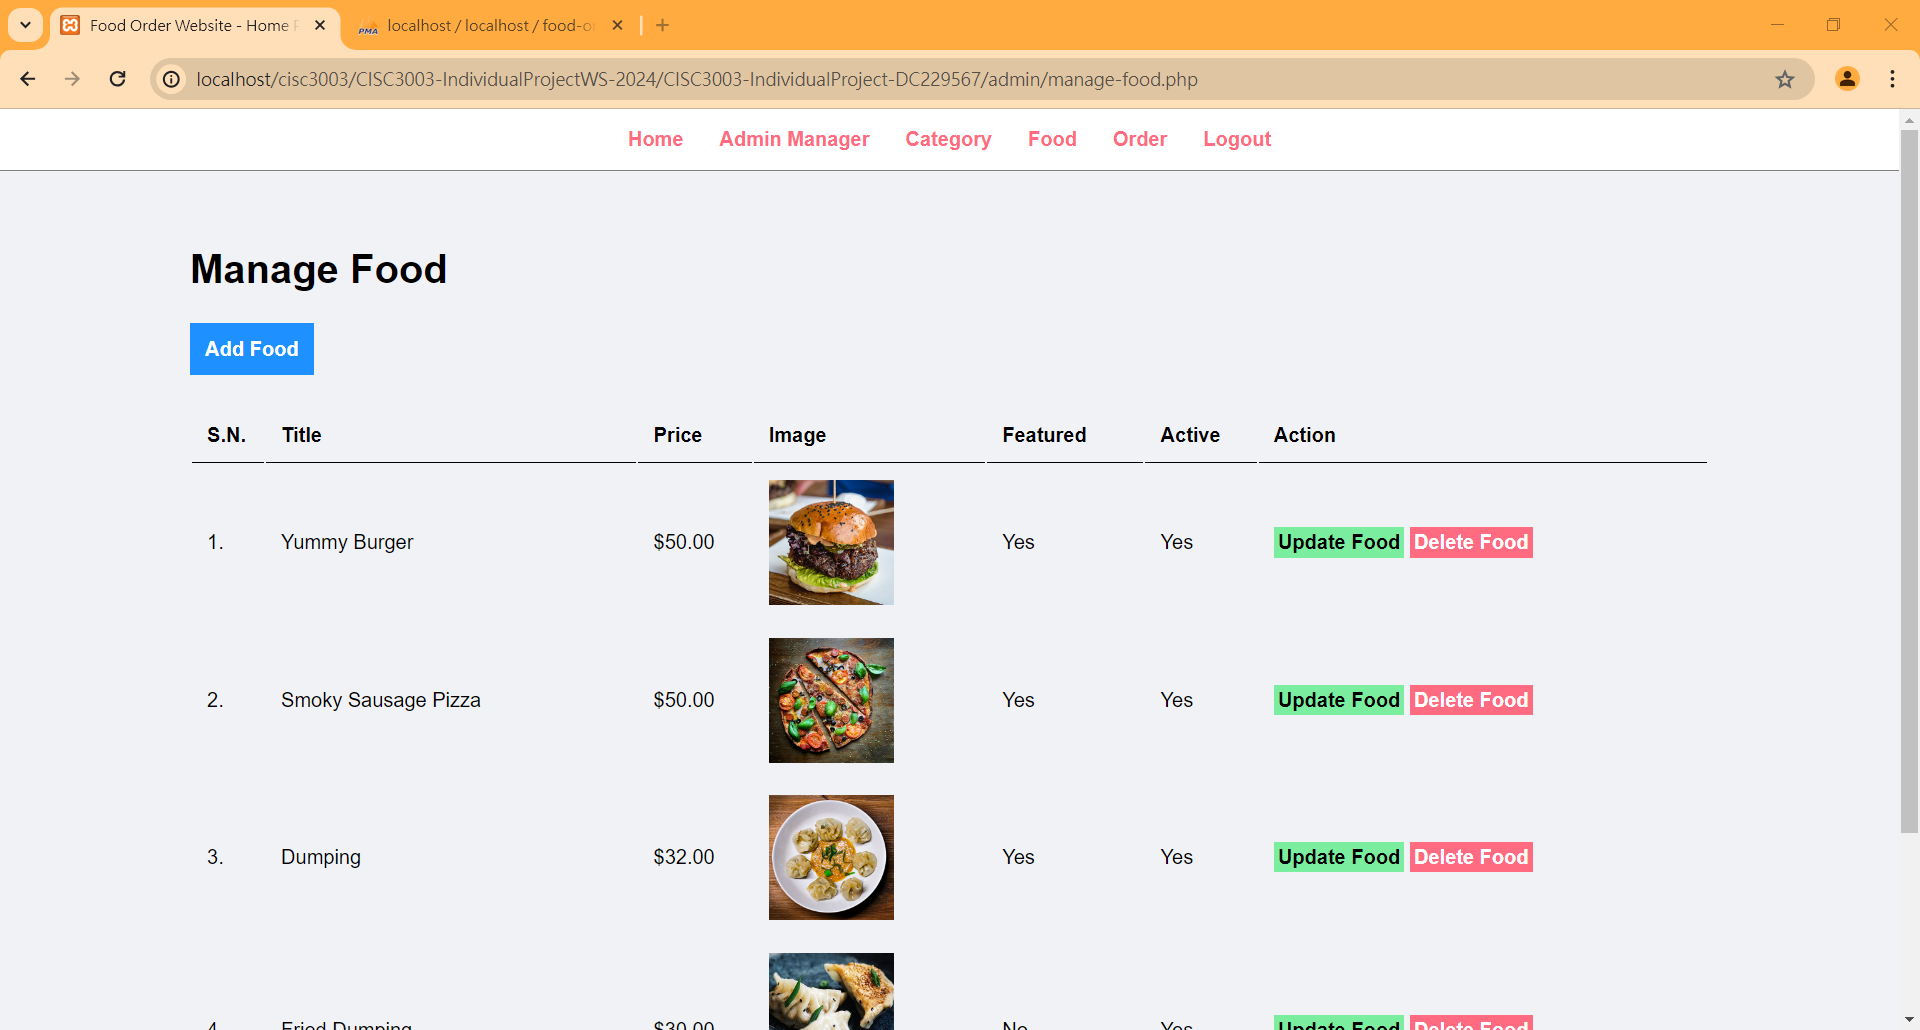 Food Order Website - Home P
PMA localhost / localhost / food-o
localhost/cisc3003/CISC3003-IndividualProjectWS-2024/CISC3003-IndividualProject-DC229567/admin/manage-food.php
Home Admin Manager Category Food Order Logout
Manage Food
Add Food
S.N. Title Price Image Featured Active Action
1. Yummy Burger $50.00 Yes Yes Update Food Delete Food
2. Smoky Sausage Pizza $50.00 Yes Yes Update Food Delete Food
3. Dumping $32.00 Yes Yes Update Food Delete Food
4. Fried Dumping $30.00 No Yes Update Food Delete Food